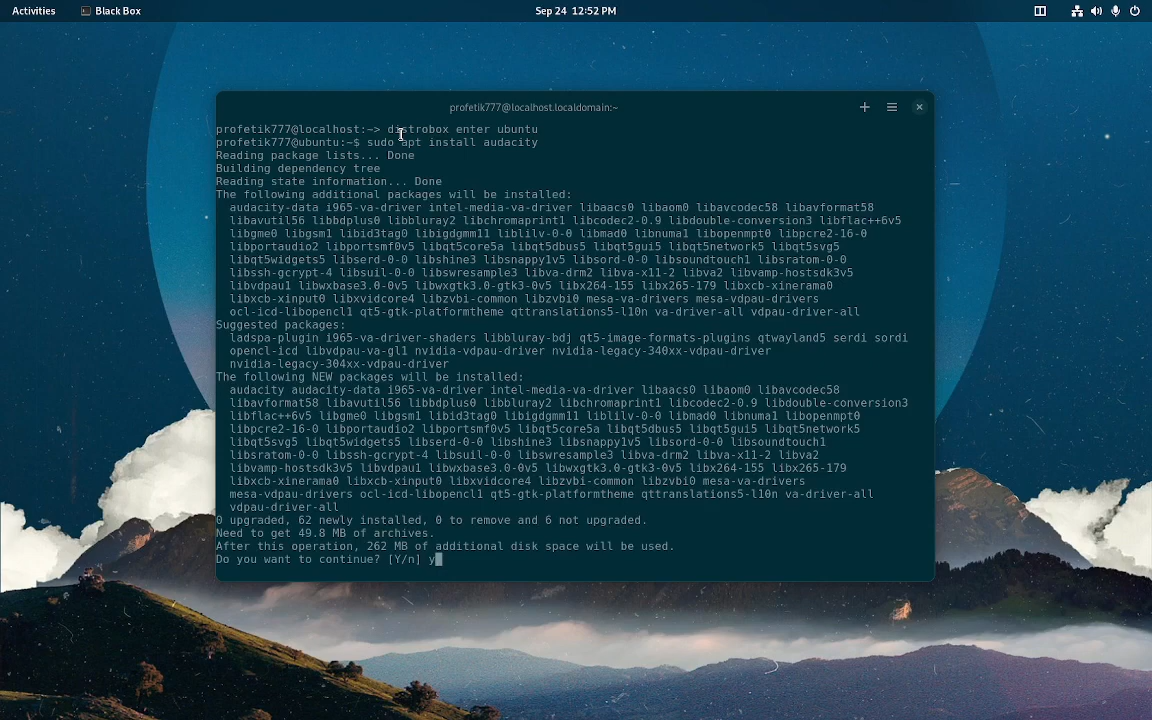 Activities
Black Box
Sep 24 12:52 PM
profetik777@localhost.localdomain:~
profetik777@localhost:~> distrobox enter ubuntu
profetik777@ubuntu:~$ sudo apt install audacity
Reading package lists... Done
Building dependency tree
Reading state information... Done
The following additional packages will be installed:
audacity-data i965-va-driver intel-media-va-driver libaacs0 libaom0 libavcodec58 libavformat58
libavutil56 libbdplus0 libbluray2 libchromaprint1 libcodec2-0.9 libdouble-conversion3 libflac++6v5
libgme0 libgsm1 libid3tag0 libigdgmm11 liblilv-0-0 libmad0 libnuma1 libopenmpt0 libpcre2-16-0
libportaudio2 libportsmf0v5 libqt5core5a libqt5dbus5 libqt5gui5 libqt5network5 libqt5svg5
libqt5widgets5 libserd-0-0 libshine3 libsnappy1v5 libsord-0-0 libsoundtouch1 libsratom-0-0
libssh-gcrypt-4 libsuil-0-0 libswresample3 libva-drm2 libva-x11-2 libva2 libvamp-hostsdk3v5
libvdpau1 libwxbase3.0-0v5 libwxgtk3.0-gtk3-0v5 libx264-155 libx265-179 libxcb-xinerama0
libxcb-xinput0 libxvidcore4 libzvbi-common libzvbi0 mesa-va-drivers mesa-vdpau-drivers
ocl-icd-libopencl1 qt5-gtk-platformtheme qttranslations5-l10n va-driver-all vdpau-driver-all
Suggested packages:
ladspa-plugin i965-va-driver-shaders libbluray-bdj qt5-image-formats-plugins qtwayland5 serdi sordi
opencl-icd libvdpau-va-gl1 nvidia-vdpau-driver nvidia-legacy-340xx-vdpau-driver
nvidia-legacy-304xx-vdpau-driver
The following NEW packages will be installed:
audacity audacity-data i965-va-driver intel-media-va-driver libaacs0 libaom0 libavcodec58
libavformat58 libavutil56 libbdplus0 libbluray2 libchromaprint1 libcodec2-0.9 libdouble-conversion3
libflac++6v5 libgme0 libgsm1 libid3tag0 libigdgmm11 liblilv-0-0 libmad0 libnuma1 libopenmpt0
libpcre2-16-0 libportaudio2 libportsmf0v5 libqt5core5a libqt5dbus5 libqt5gui5 libqt5network5
libqt5svg5 libqt5widgets5 libserd-0-0 libshine3 libsnappy1v5 libsord-0-0 libsoundtouch1
libsratom-0-0 libssh-gcrypt-4 libsuil-0-0 libswresample3 libva-drm2 libva-x11-2 libva2
libvamp-hostsdk3v5 libvdpau1 libwxbase3.0-0v5 libwxgtk3.0-gtk3-0v5 libx264-155 libx265-179
libxcb-xinerama0 libxcb-xinput0 libxvidcore4 libzvbi-common libzvbi0 mesa-va-drivers
mesa-vdpau-drivers ocl-icd-libopencl1 qt5-gtk-platformtheme qttranslations5-l10n va-driver-all
vdpau-driver-all
0 upgraded, 62 newly installed, 0 to remove and 6 not upgraded.
Need to get 49.8 MB of archives.
After this operation, 262 MB of additional disk space will be used.
Do you want to continue? [Y/n] y